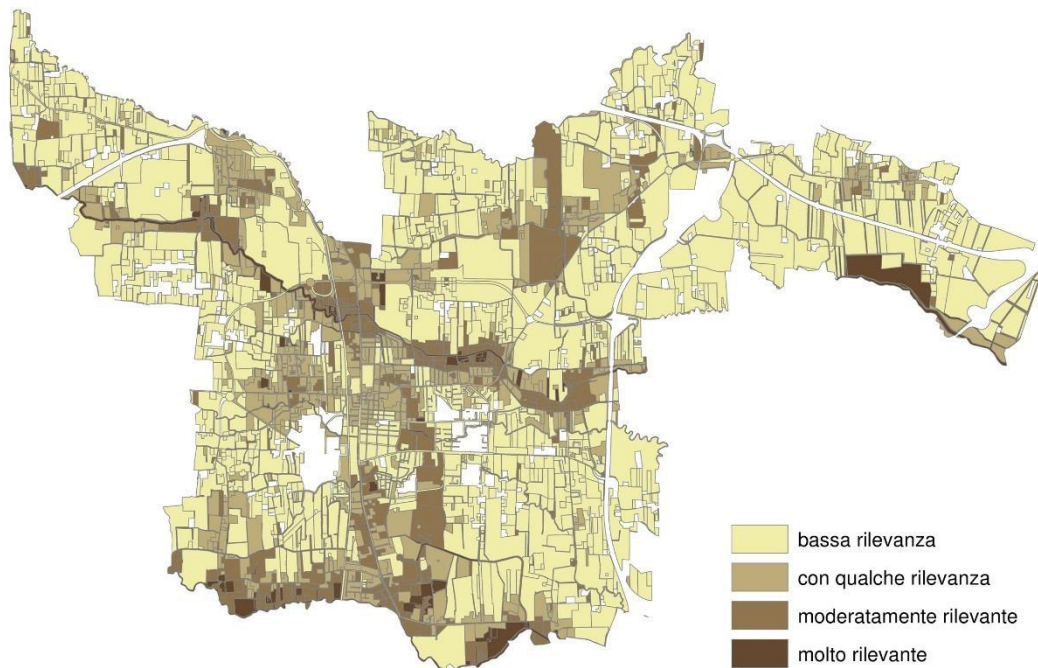 bassa rilevanza
con qualche rilevanza
moderatamente rilevante
molto rilevante